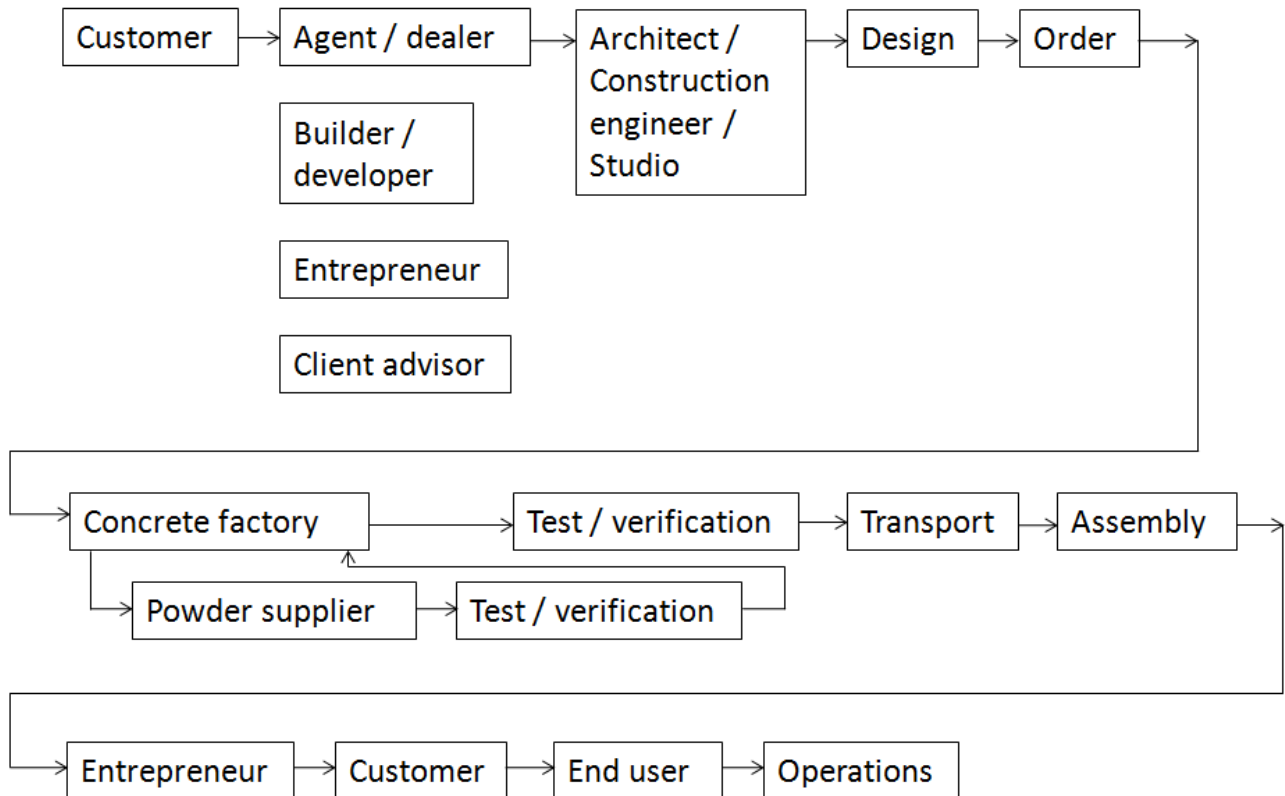 Customer
Agent / dealer
Architect /
Construction
engineer /
Studio
Design
Order
Builder /
developer
Entrepreneur
Client advisor
Concrete factory
Test / verification
Transport
Assembly
Powder supplier
Test / verification
Entrepreneur
Customer
End user
Operations